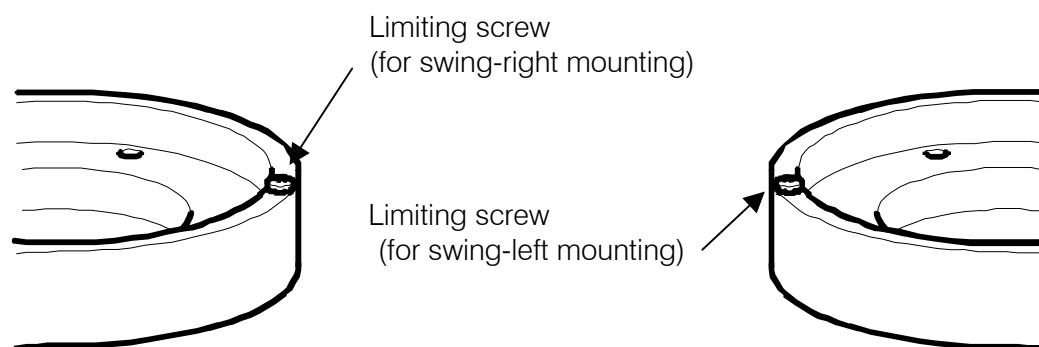 Limiting screw
(for swing-right mounting)
Limiting screw
(for swing-left mounting)